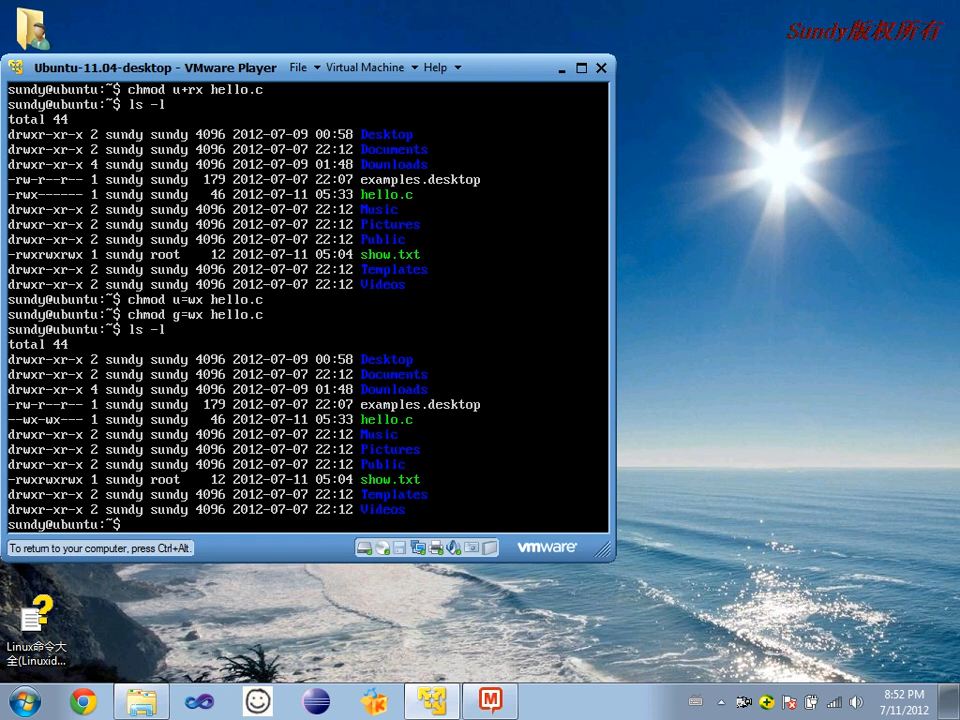 Sundy版权所有
Ubuntu-11.04-desktop - VMware Player File Virtual Machine Help
sundy@ubuntu:~$ chmod u+rx hello.c
sundy@ubuntu:~$ ls -l
total 44
drwxr-xr-x 2 sundy sundy 4096 2012-07-09 00:58 Desktop
drwxr-xr-x 2 sundy sundy 4096 2012-07-07 22:12 Documents
drwxr-xr-x 4 sundy sundy 4096 2012-07-09 01:48 Downloads
-rw-r--r-- 1 sundy sundy  179 2012-07-07 22:07 examples.desktop
-rwx------ 1 sundy sundy   46 2012-07-11 05:33 hello.c
drwxr-xr-x 2 sundy sundy 4096 2012-07-07 22:12 Music
drwxr-xr-x 2 sundy sundy 4096 2012-07-07 22:12 Pictures
drwxr-xr-x 2 sundy sundy 4096 2012-07-07 22:12 Public
-rwxrwxrwx 1 sundy root    12 2012-07-11 05:04 show.txt
drwxr-xr-x 2 sundy sundy 4096 2012-07-07 22:12 Templates
drwxr-xr-x 2 sundy sundy 4096 2012-07-07 22:12 Videos
sundy@ubuntu:~$ chmod u=wx hello.c
sundy@ubuntu:~$ chmod g=wx hello.c
sundy@ubuntu:~$ ls -l
total 44
drwxr-xr-x 2 sundy sundy 4096 2012-07-09 00:58 Desktop
drwxr-xr-x 2 sundy sundy 4096 2012-07-07 22:12 Documents
drwxr-xr-x 4 sundy sundy 4096 2012-07-09 01:48 Downloads
-rw-r--r-- 1 sundy sundy  179 2012-07-07 22:07 examples.desktop
--wx-wx--- 1 sundy sundy   46 2012-07-11 05:33 hello.c
drwxr-xr-x 2 sundy sundy 4096 2012-07-07 22:12 Music
drwxr-xr-x 2 sundy sundy 4096 2012-07-07 22:12 Pictures
drwxr-xr-x 2 sundy sundy 4096 2012-07-07 22:12 Public
-rwxrwxrwx 1 sundy root    12 2012-07-11 05:04 show.txt
drwxr-xr-x 2 sundy sundy 4096 2012-07-07 22:12 Templates
drwxr-xr-x 2 sundy sundy 4096 2012-07-07 22:12 Videos
sundy@ubuntu:~$
To return to your computer, press Ctrl+Alt.
vmware
Linux命令大
全(Linuxid...
8:52 PM
7/11/2012